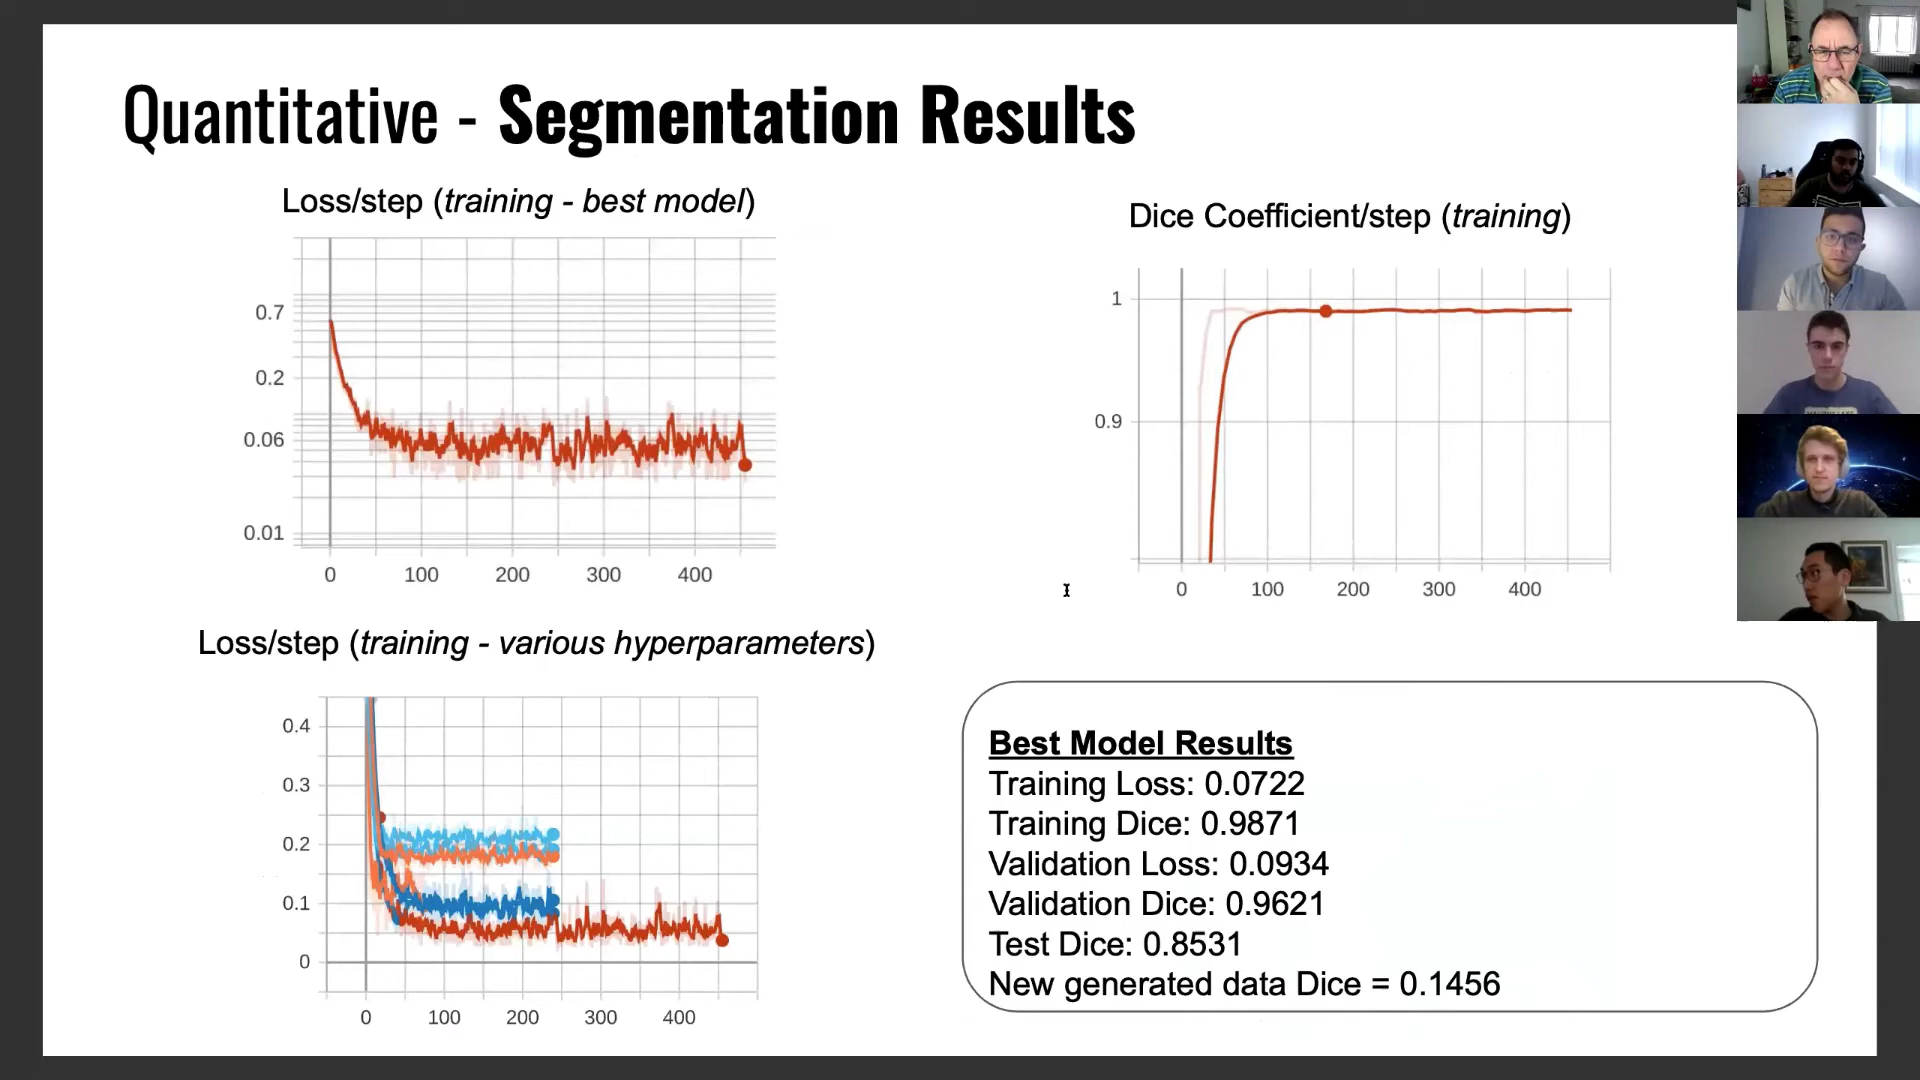 Quantitative - Segmentation Results
Loss/step (training - best model)
0.7
0.2
0.06
0.01
0 100 200 300 400
Dice Coefficient/step (training)
1
0.9
0 100 200 300 400
Loss/step (training - various hyperparameters)
0.4
0.3
0.2
0.1
0
0 100 200 300 400
Best Model Results
Training Loss: 0.0722
Training Dice: 0.9871
Validation Loss: 0.0934
Validation Dice: 0.9621
Test Dice: 0.8531
New generated data Dice = 0.1456